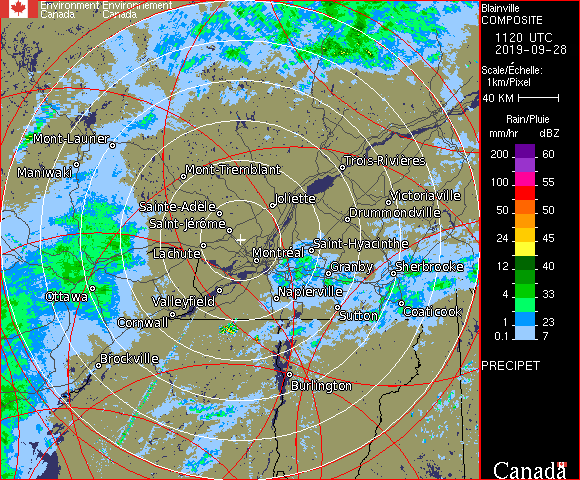 Environment Environnement
Canada Canada
Blainville
COMPOSITE
1120 UTC
2019-09-28
Scale/Échelle:
1km/Pixel
40 KM
Rain/Pluie
mm/hr dBZ
200 60
150 57
100 55
50 50
24 45
12 40
4 33
1 23
0.1 7
PRECIPET
Canada
Mont-Laurier
Maniwaki
Mont-Tremblant
Trois-Rivières
Sainte-Adèle
Joliette
Victoriaville
Saint-Jérôme
Drummondville
Lachute
Montréal
Saint-Hyacinthe
Granby
Sherbrooke
Ottawa
Valleyfield
Napierville
Cornwall
Sutton
Coaticook
Brockville
Burlington